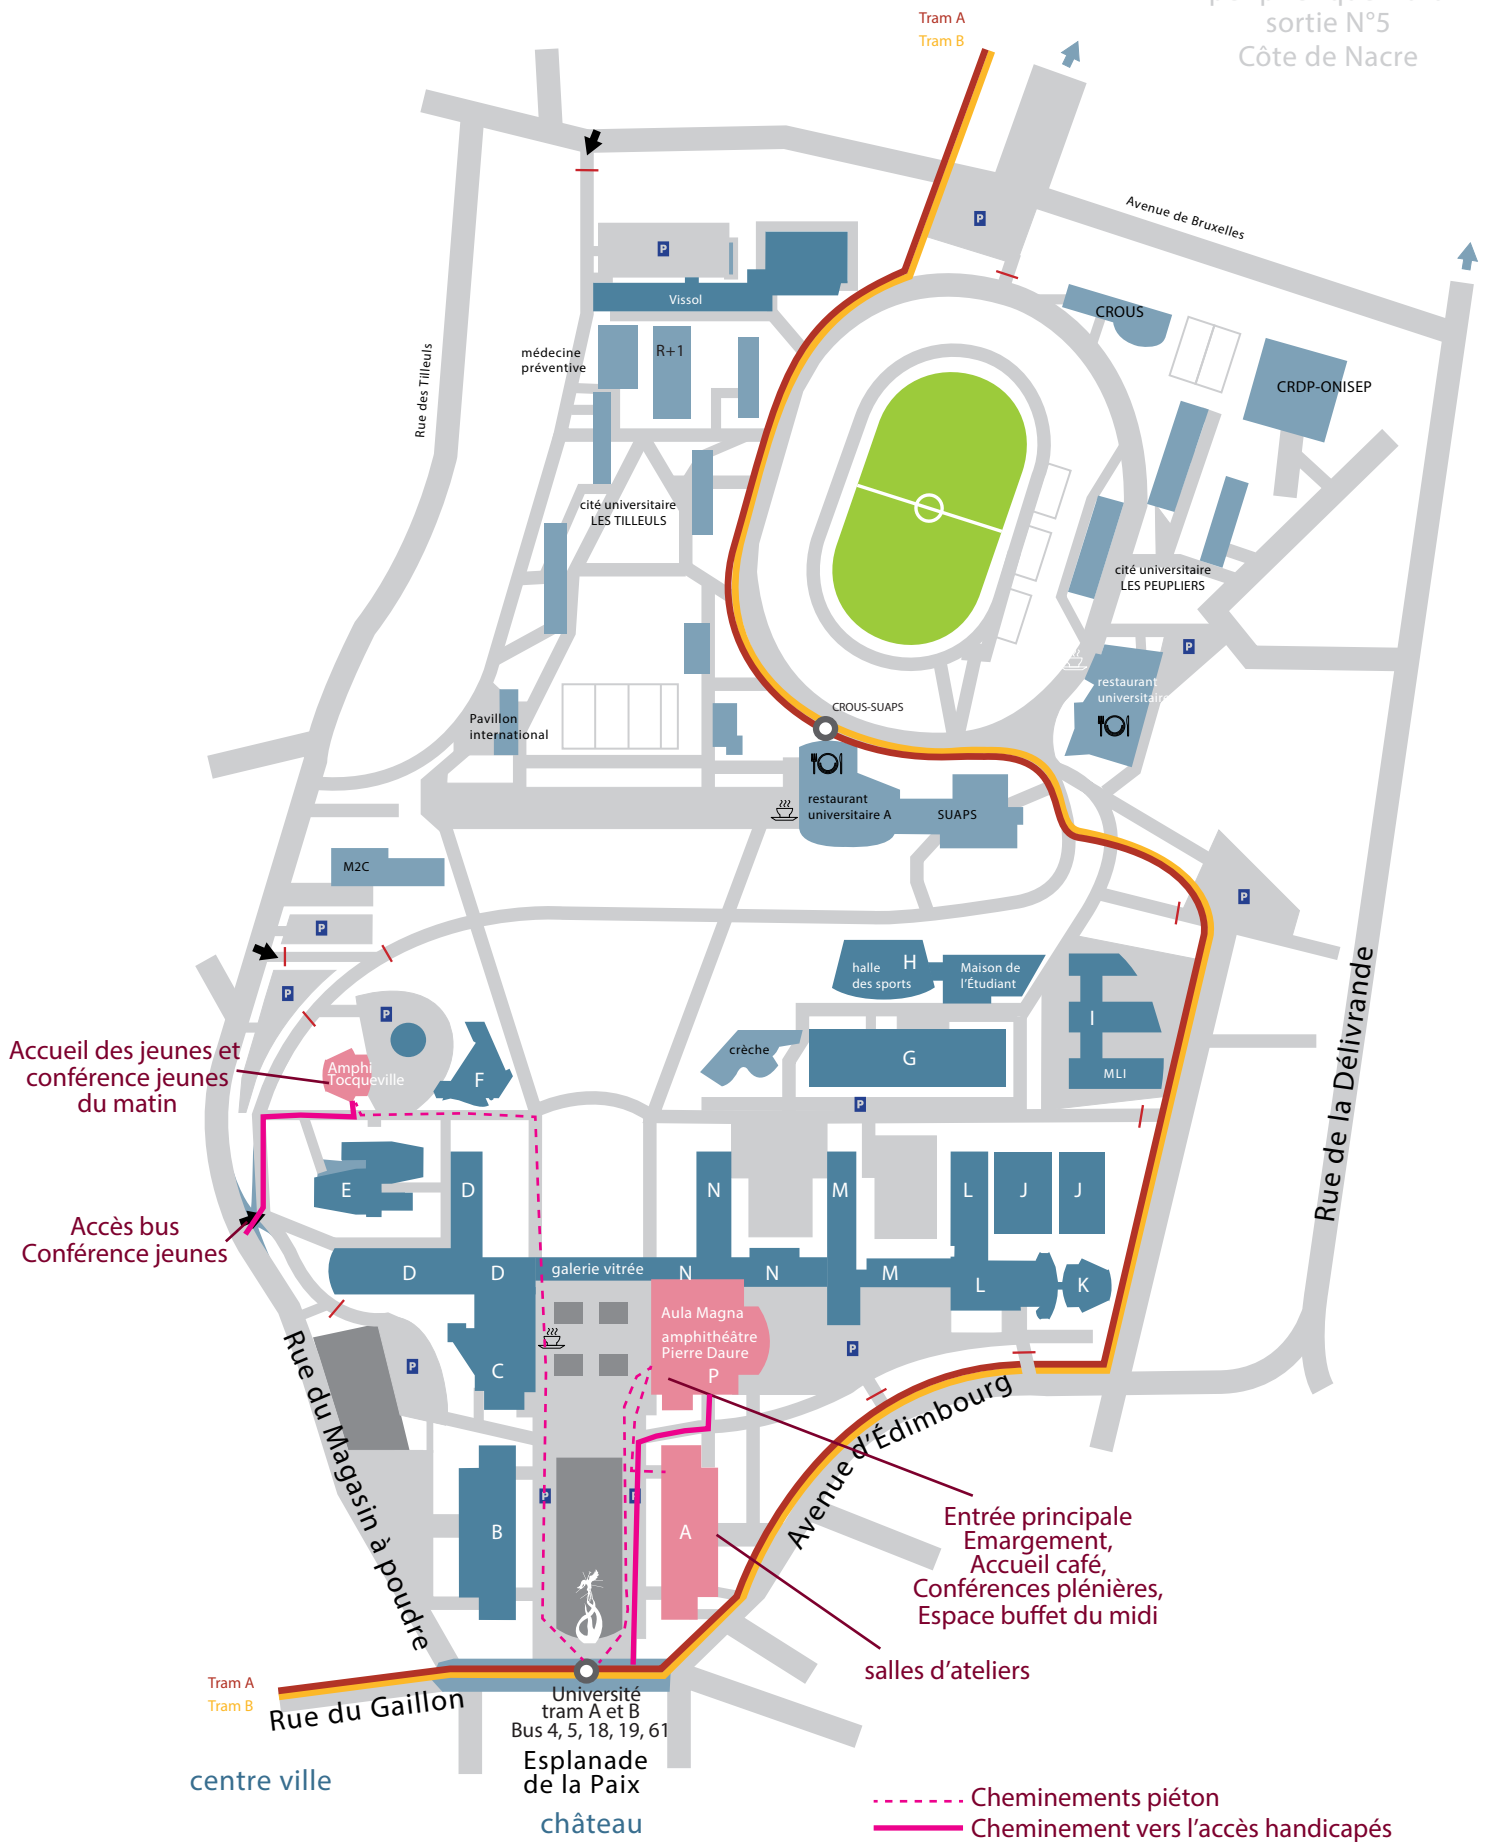 Tram A
Tram B
sortie N°5
Côte de Nacre
Avenue de Bruxelles
P
P
Vissol
CROUS
médecine
préventive
R+1
Rue des Tilleuls
CRDP-ONISEP
cité universitaire
LES TILLEULS
cité universitaire
LES PEUPLIERS
P
restaurant
universitaire
Pavillon
international
CROUS-SUAPS
restaurant
universitaire A
SUAPS
M2C
P
P
P
P
halle
des sports
H
Maison de
l'Étudiant
I
MLI
crèche
G
P
Rue de la Délivrande
Accueil des jeunes et
conférence jeunes
du matin
Amphi
Tocqueville
F
E
D
N
M
L
J
J
Accès bus
Conférence jeunes
D
D
galerie vitrée
N
N
M
L
K
Aula Magna
amphithéâtre
Pierre Daure
P
P
P
C
Rue du Magasin à poudre
Avenue d'Édimbourg
B
P
P
A
Entrée principale
Emargement,
Accueil café,
Conférences plénières,
Espace buffet du midi
salles d'ateliers
Tram A
Tram B
Rue du Gaillon
Université
tram A et B
Bus 4, 5, 18, 19, 61
Esplanade
de la Paix
centre ville
château
Cheminements piéton
Cheminement vers l'accès handicapés